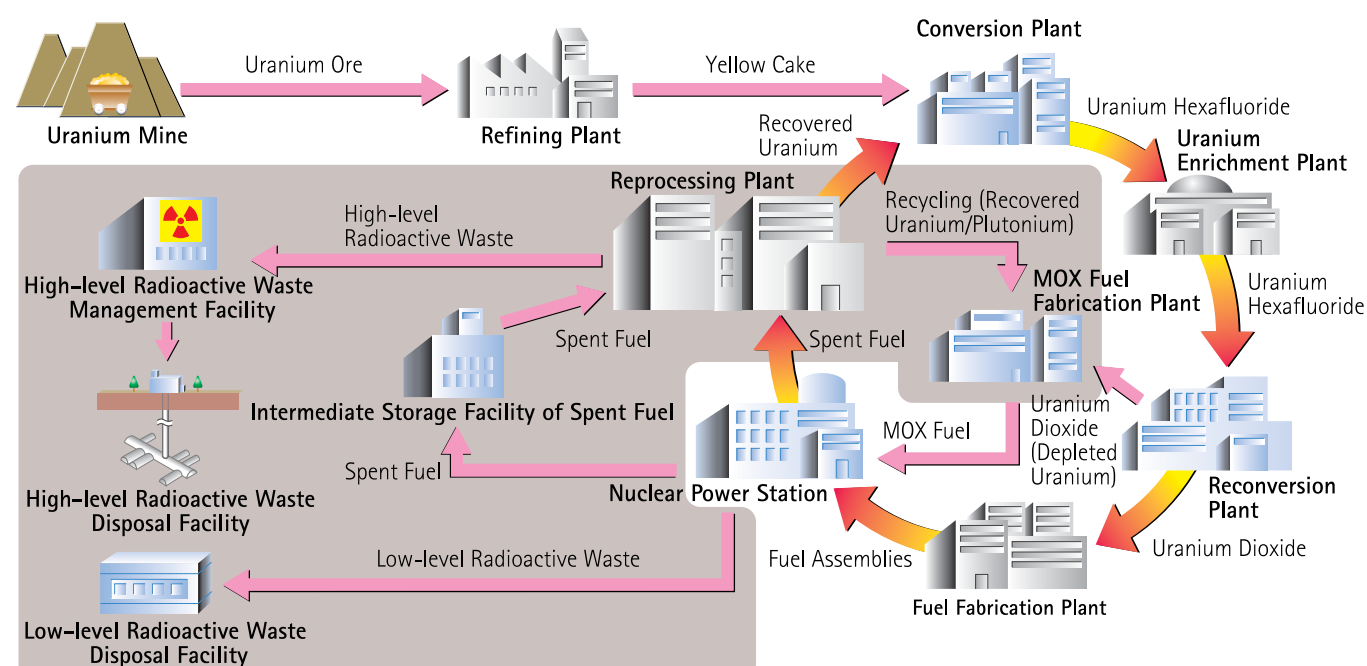 Conversion Plant
Uranium Ore
Yellow Cake
Uranium Mine
Refining Plant
Uranium Hexafluoride
Recovered
Uranium
Uranium
Enrichment Plant
Reprocessing Plant
Recycling (Recovered
Uranium/Plutonium)
High-level
Radioactive Waste
High-level Radioactive Waste
Management Facility
MOX Fuel
Fabrication Plant
Uranium
Hexafluoride
Spent Fuel
Spent Fuel
Intermediate Storage Facility of Spent Fuel
Uranium
Dioxide
(Depleted
Uranium)
MOX Fuel
Spent Fuel
Nuclear Power Station
Reconversion
Plant
High-level Radioactive Waste
Disposal Facility
Uranium Dioxide
Fuel Assemblies
Low-level Radioactive Waste
Fuel Fabrication Plant
Low-level Radioactive Waste
Disposal Facility